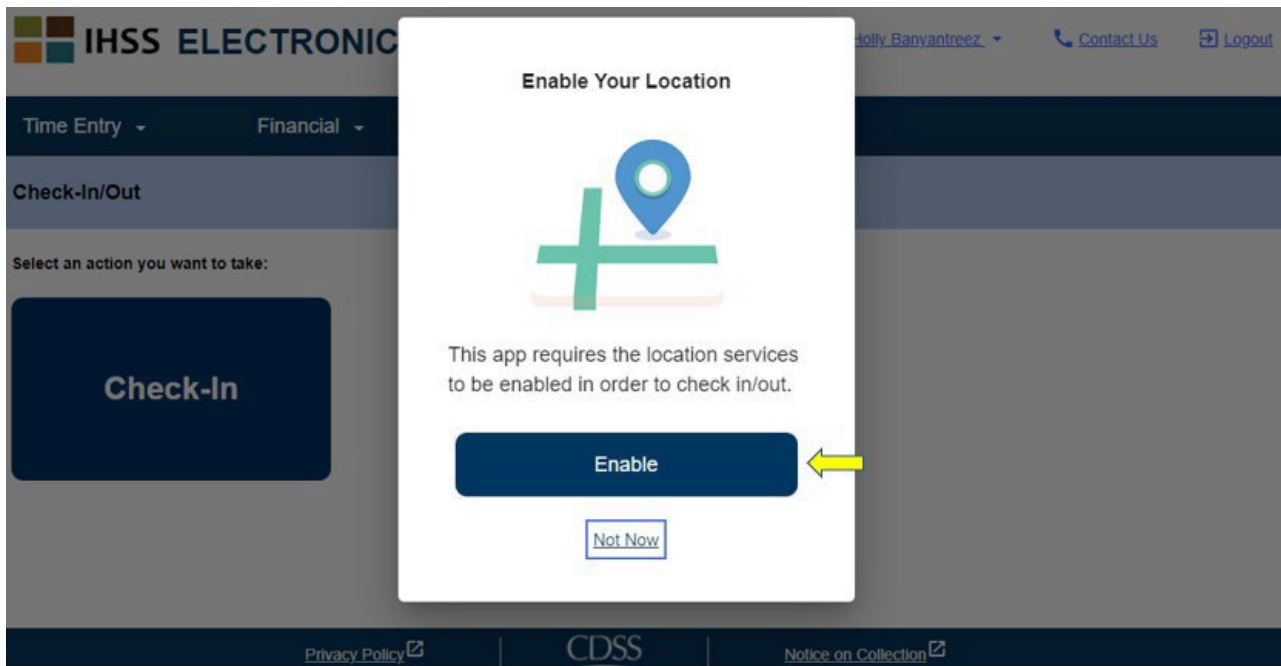 IHSS ELECTRONIC
Holly Banyantreez
Contact Us
Logout
Time Entry
Financial
Check-In/Out
Select an action you want to take:
Check-In
Enable Your Location
This app requires the location services
to be enabled in order to check in/out.
Enable
Not Now
Privacy Policy
CDSS
Notice on Collection